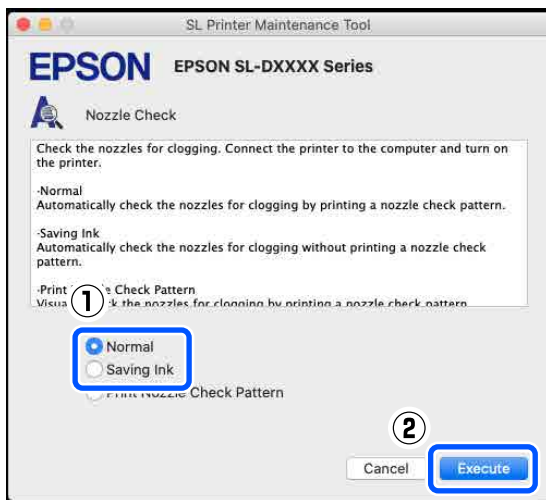 SL Printer Maintenance Tool
EPSON EPSON SL-DXXXX Series
Nozzle Check
Check the nozzles for clogging. Connect the printer to the computer and turn on
the printer.
·Normal
Automatically check the nozzles for clogging by printing a nozzle check pattern.
·Saving Ink
Automatically check the nozzles for clogging without printing a nozzle check
pattern.
·Print Check Pattern
the nozzles for clogging by printing a nozzle check pattern
1
Normal
Saving Ink
Print Nozzle Check Pattern
2
Cancel Execute